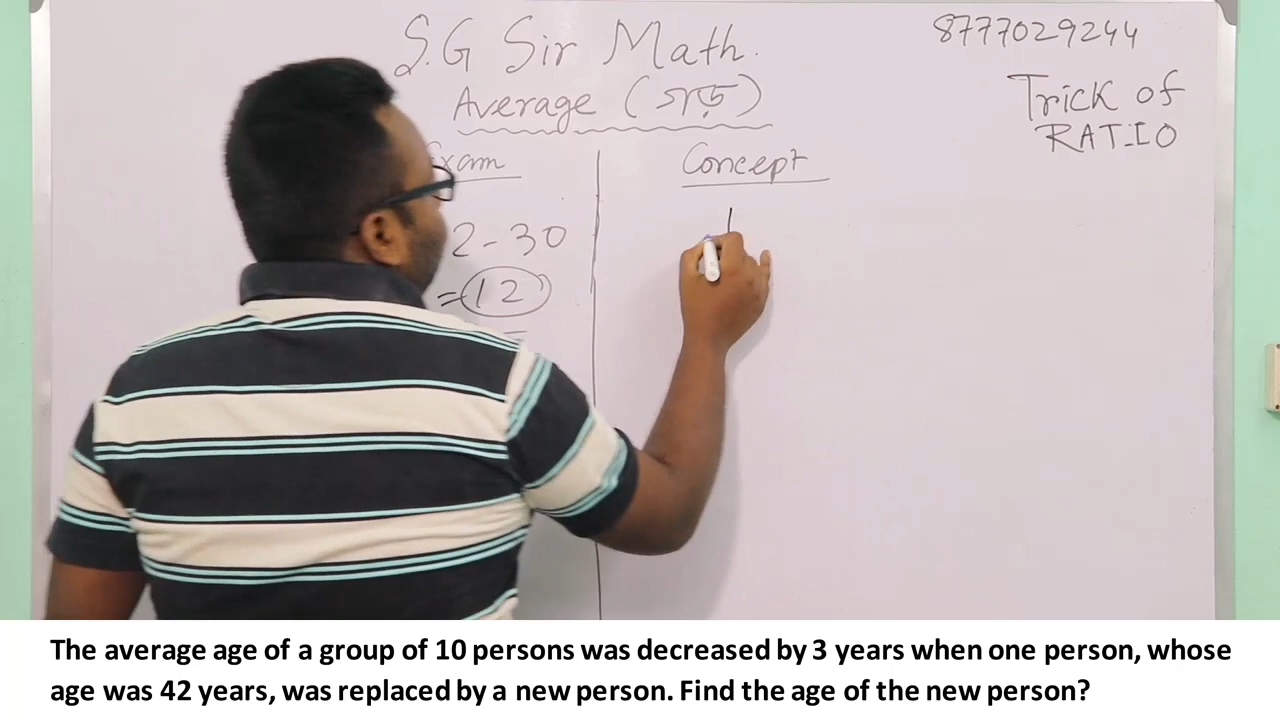 S.G Sir Math.
8777029244
Average (গড়)
Trick of
RATIO
Exam
Concept
2-30
=12
The average age of a group of 10 persons was decreased by 3 years when one person, whose
age was 42 years, was replaced by a new person. Find the age of the new person?